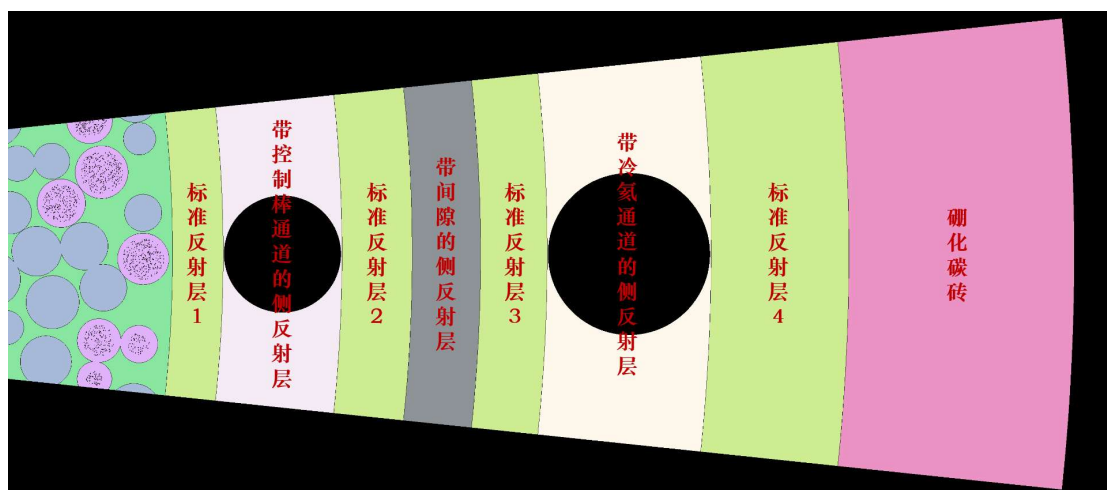 标准反射层1
带控制棒通道的侧反射层
标准反射层2
带间隙的侧反射层
标准反射层3
带冷氦通道的侧反射层
标准反射层4
硼化碳砖